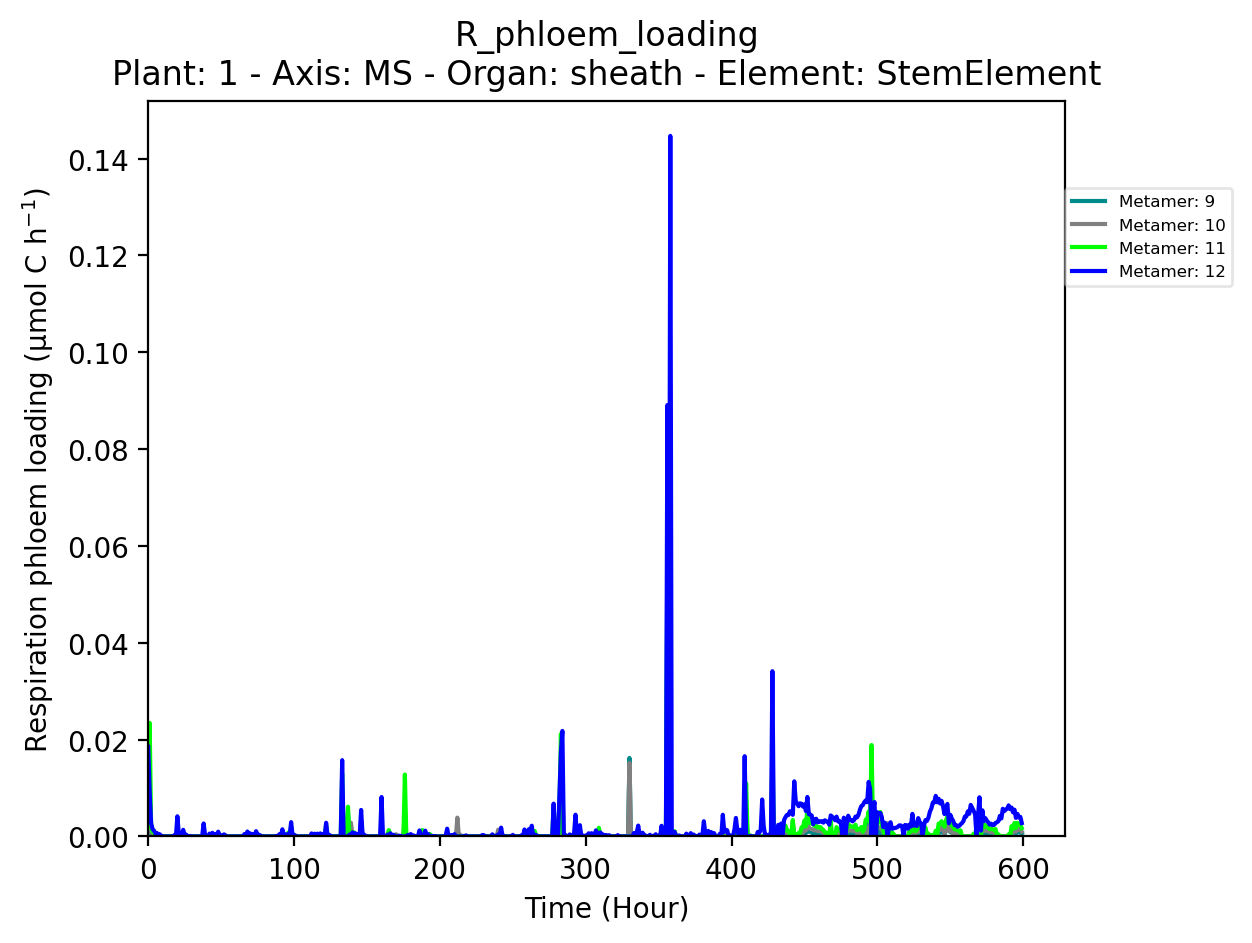 R_phloem_loading
Plant: 1 - Axis: MS - Organ: sheath - Element: StemElement
Respiration phloem loading (µmol C h⁻¹)
0.14
0.12
0.10
0.08
0.06
0.04
0.02
0.00
0 100 200 300 400 500 600
Time (Hour)
Metamer: 9
Metamer: 10
Metamer: 11
Metamer: 12